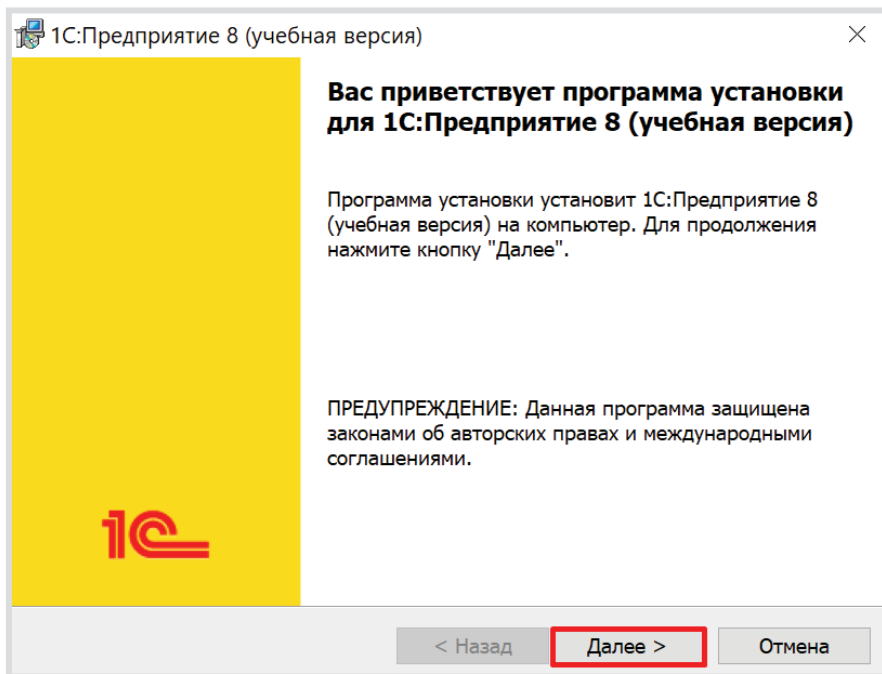 1С:Предприятие 8 (учебная версия)
Вас приветствует программа установки
для 1С:Предприятие 8 (учебная версия)
Программа установки установит 1С:Предприятие 8
(учебная версия) на компьютер. Для продолжения
нажмите кнопку "Далее".
ПРЕДУПРЕЖДЕНИЕ: Данная программа защищена
законами об авторских правах и международными
соглашениями.
1С
< Назад
Далее >
Отмена